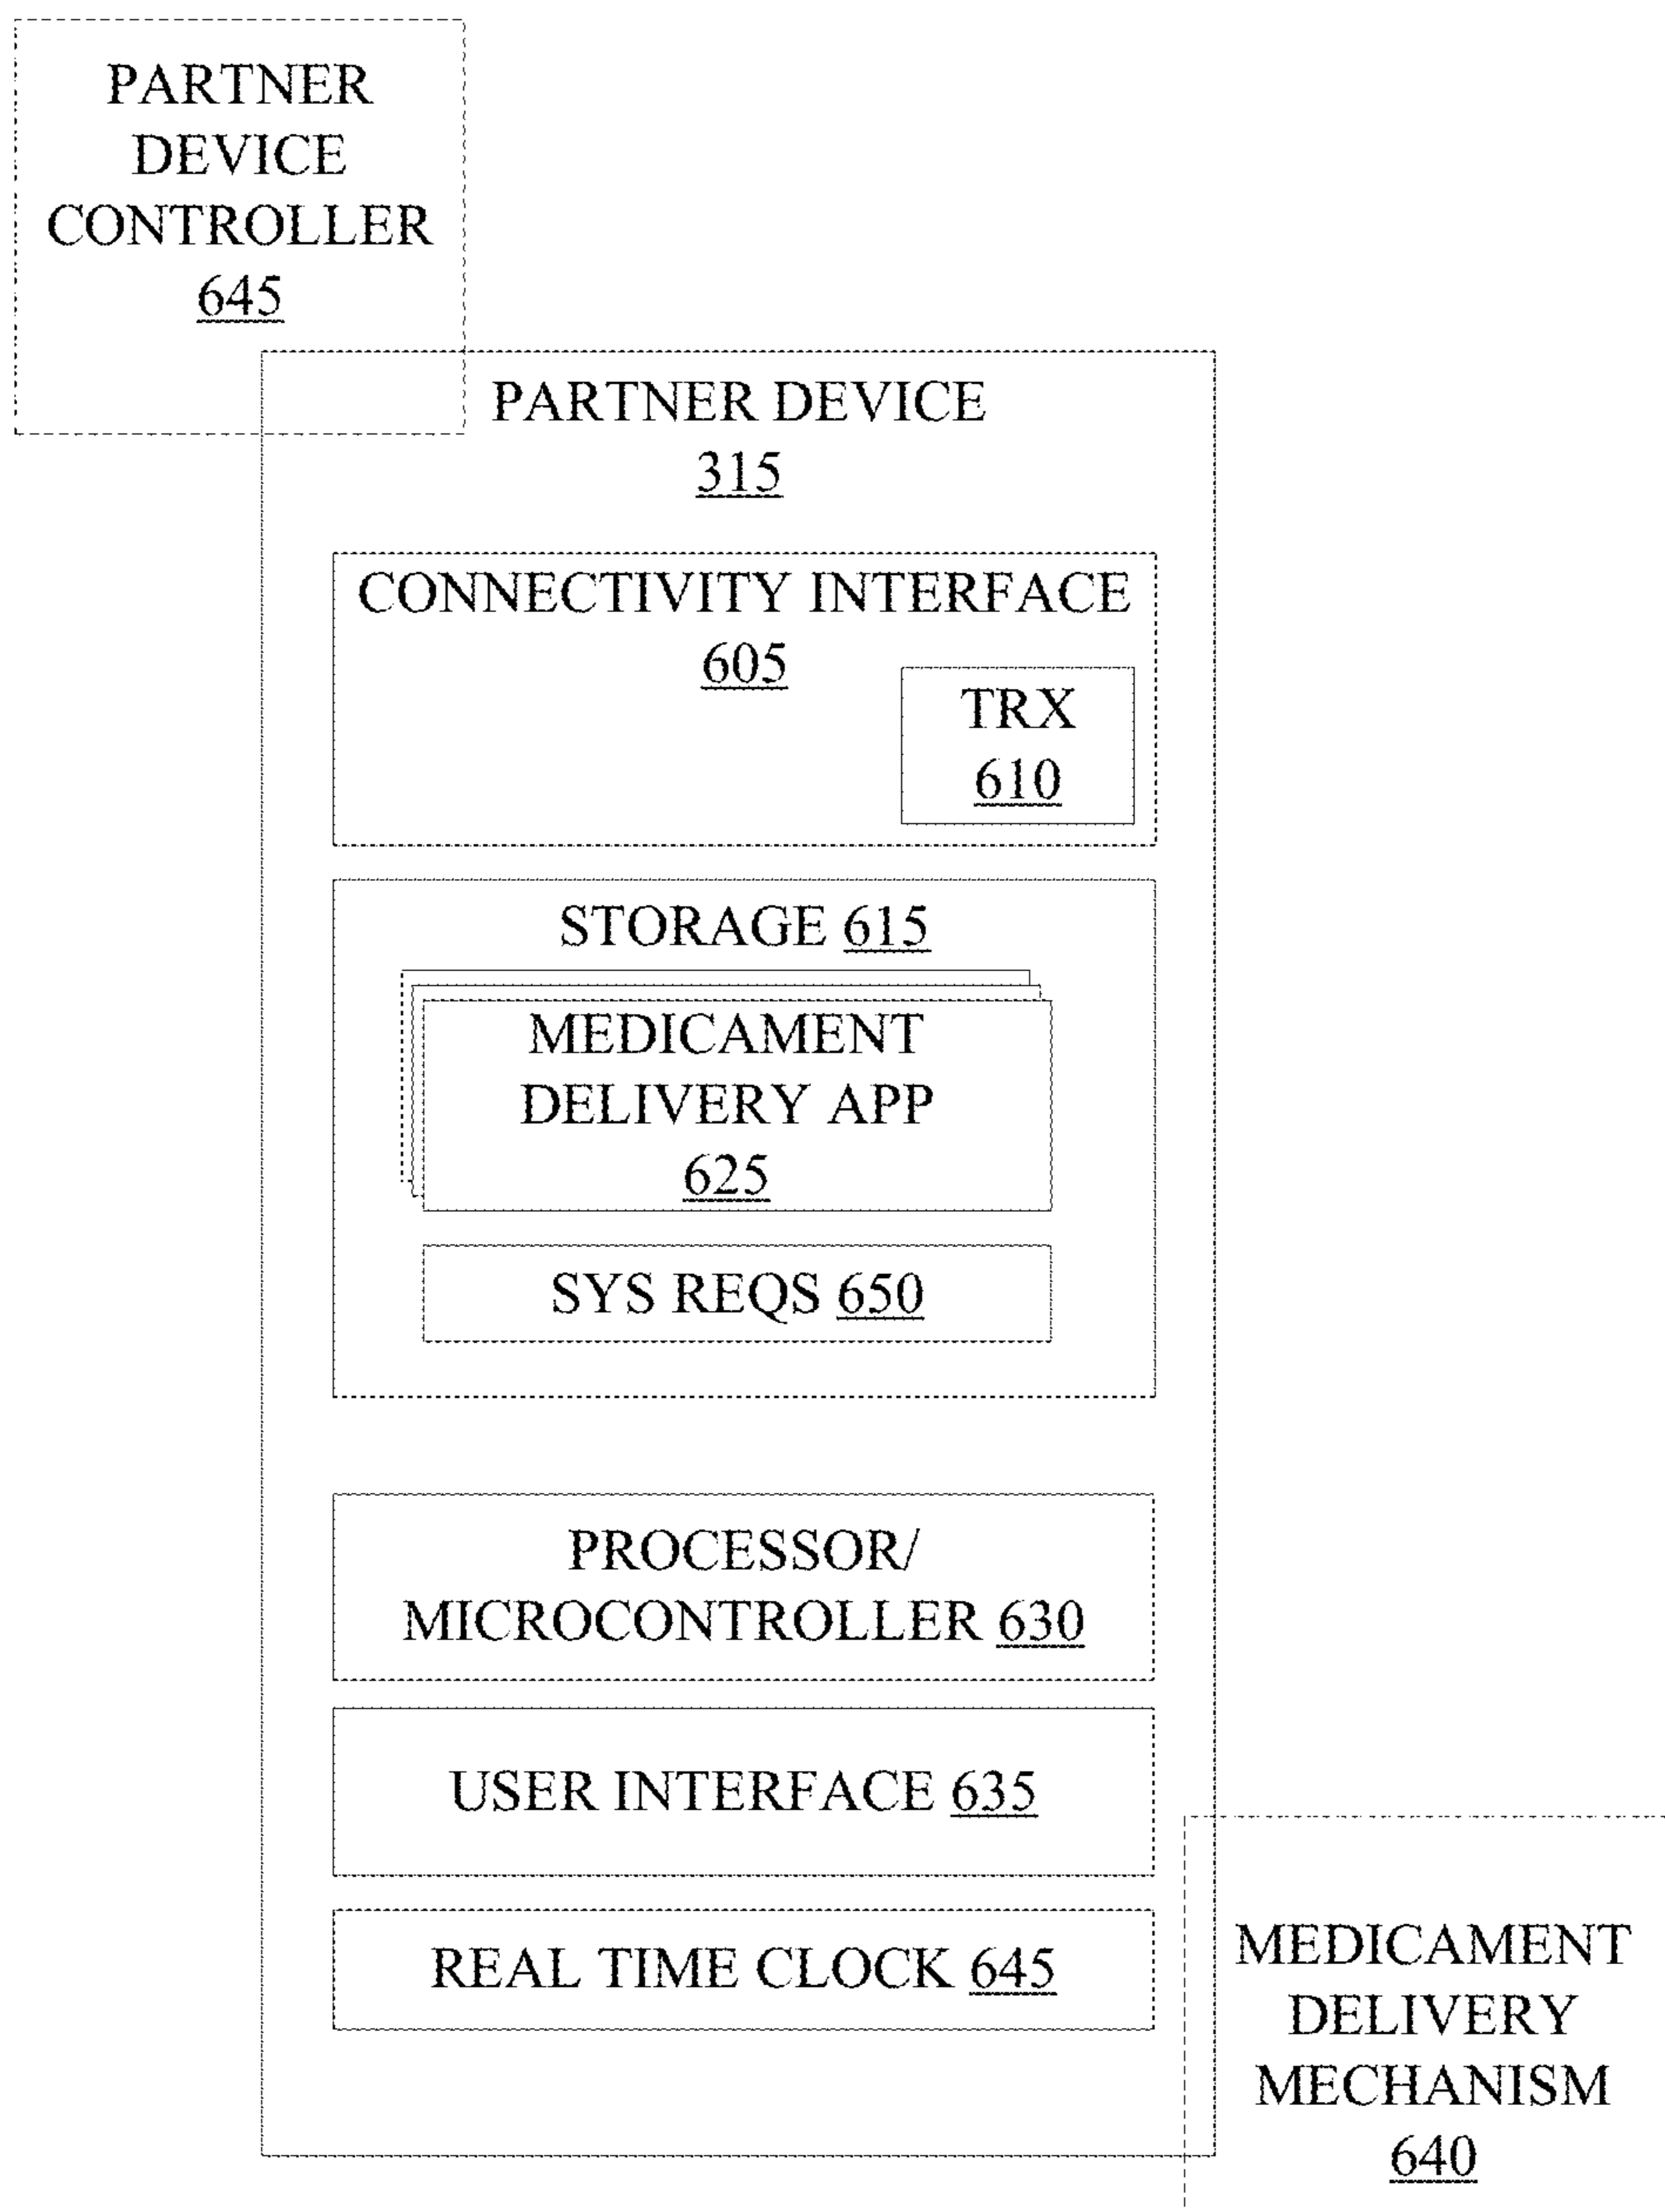 PARTNER
DEVICE
CONTROLLER
645
PARTNER DEVICE
315
CONNECTIVITY INTERFACE
605
TRX
610
STORAGE 615
MEDICAMENT
DELIVERY APP
625
SYS REQS 650
PROCESSOR/
MICROCONTROLLER 630
USER INTERFACE 635
REAL TIME CLOCK 645
MEDICAMENT
DELIVERY
MECHANISM
640